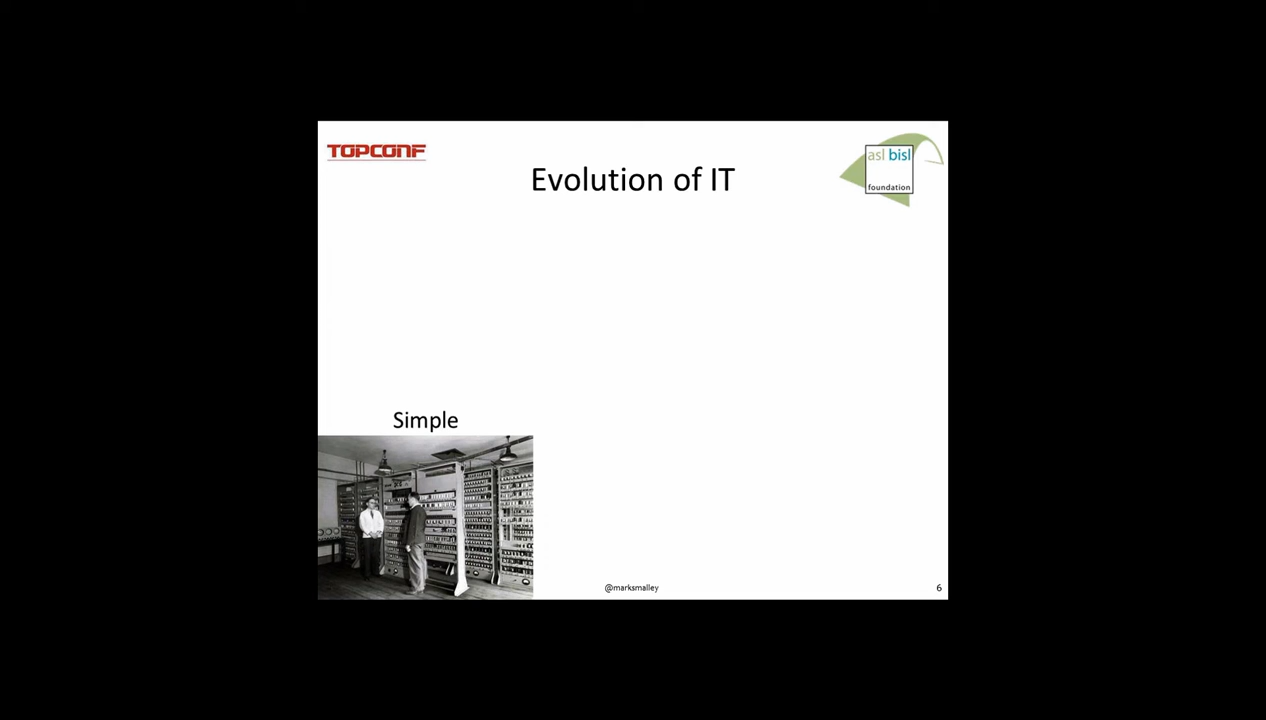 TOPCONF
asl bisl
foundation
Evolution of IT
Simple
@marksmalley
6